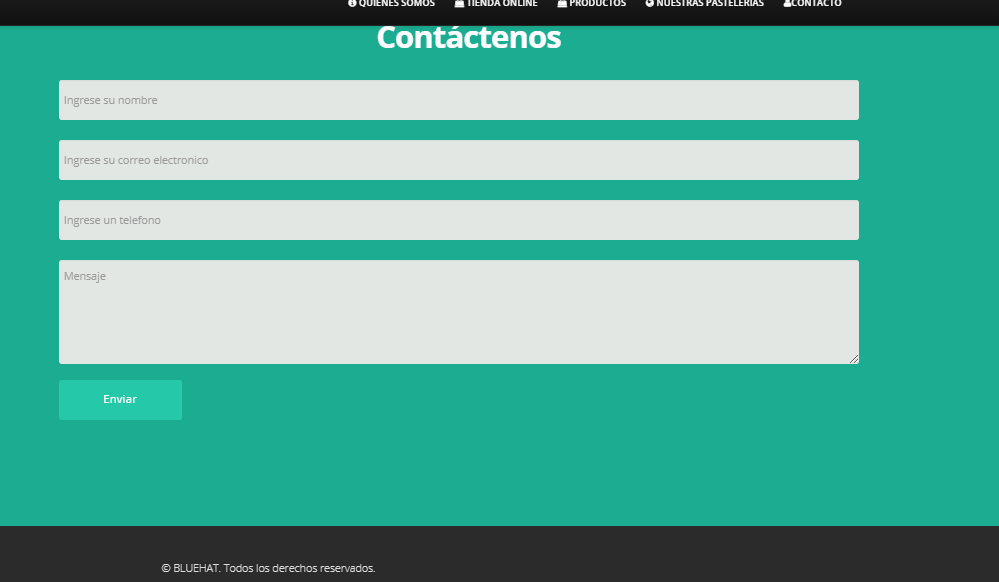 QUIENES SOMOS TIENDA ONLINE PRODUCTOS NUESTRAS PASTELERIAS CONTACTO
Contáctenos
Ingrese su nombre
Ingrese su correo electronico
Ingrese un telefono
Mensaje
Enviar
© BLUEHAT. Todos los derechos reservados.